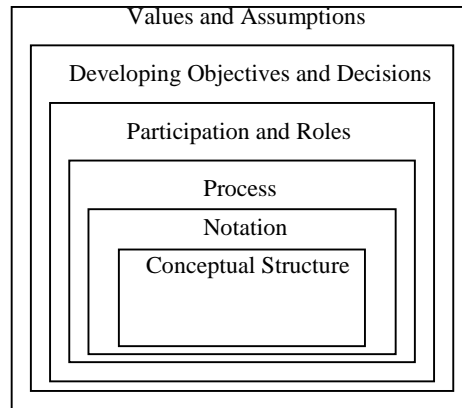 Values and Assumptions
Developing Objectives and Decisions
Participation and Roles
Process
Notation
Conceptual Structure